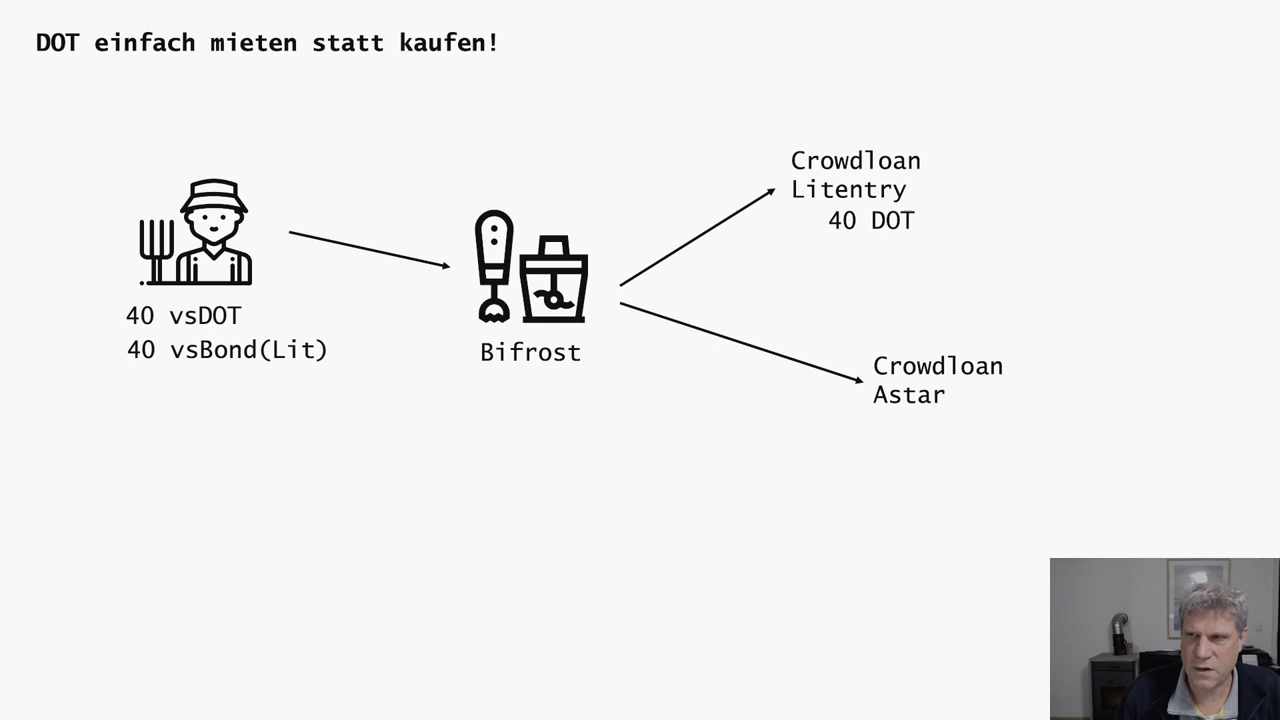 DOT einfach mieten statt kaufen!
40 vsDOT
40 vsBond(Lit)
Bifrost
Crowdloan
Litentry
40 DOT
Crowdloan
Astar